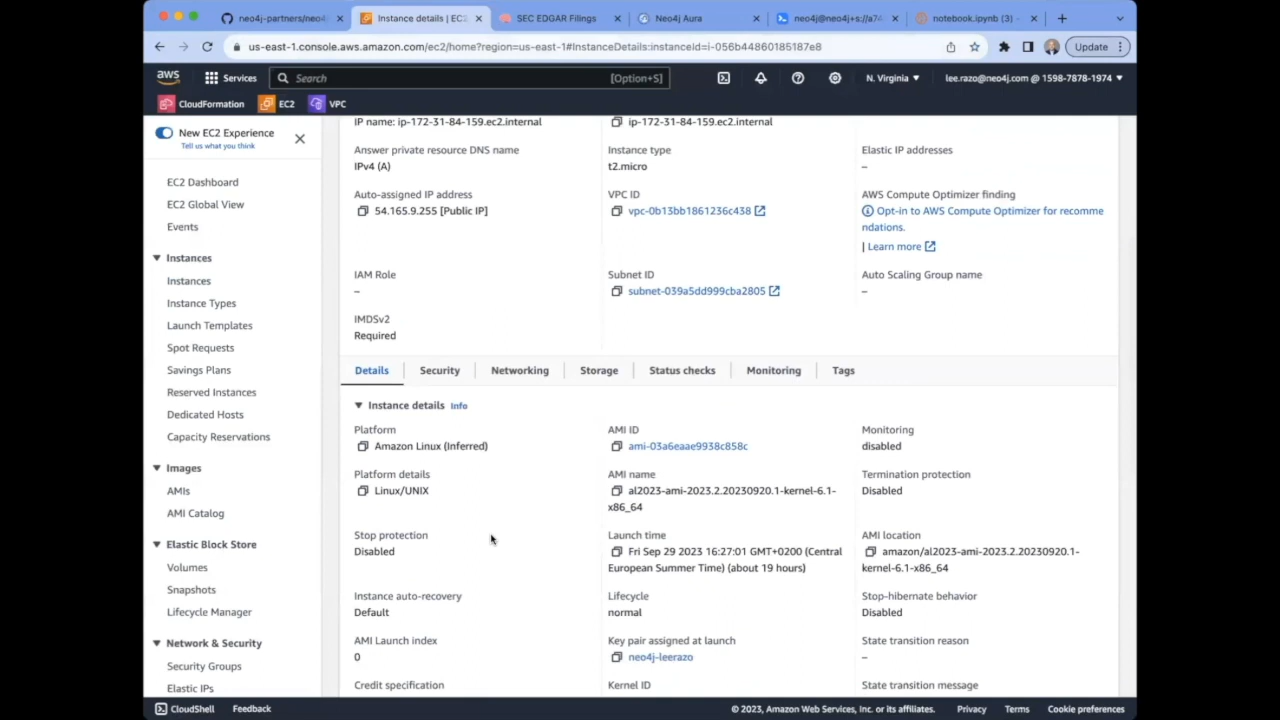 neo4j-partners/neo4
Instance details | EC
SEC EDGAR Filings
Neo4j Aura
neo4j@neo4j+s://a74
notebook.ipynb (3) -
us-east-1.console.aws.amazon.com/ec2/home?region=us-east-1#InstanceDetails:instanceId=i-056b44860185187e8
Update
aws
Services
Search
[Option+S]
N. Virginia
lee.razo@neo4j.com @ 1598-7878-1974
CloudFormation
EC2
VPC
New EC2 Experience
Tell us what you think
EC2 Dashboard
EC2 Global View
Events
Instances
Instances
Instance Types
Launch Templates
Spot Requests
Savings Plans
Reserved Instances
Dedicated Hosts
Capacity Reservations
Images
AMIs
AMI Catalog
Elastic Block Store
Volumes
Snapshots
Lifecycle Manager
Network & Security
Security Groups
Elastic IPs
IP name: ip-172-31-84-159.ec2.internal
ip-172-31-84-159.ec2.internal
Answer private resource DNS name
IPv4 (A)
Instance type
t2.micro
Elastic IP addresses
–
Auto-assigned IP address
54.165.9.255 [Public IP]
VPC ID
vpc-0b13bb1861236c438
AWS Compute Optimizer finding
Opt-in to AWS Compute Optimizer for recomme
ndations.
| Learn more
IAM Role
–
Subnet ID
subnet-039a5dd999cba2805
Auto Scaling Group name
–
IMDSv2
Required
Details
Security
Networking
Storage
Status checks
Monitoring
Tags
Instance details Info
Platform
Amazon Linux (Inferred)
AMI ID
ami-03a6eaae9938c858c
Monitoring
disabled
Platform details
Linux/UNIX
AMI name
al2023-ami-2023.2.20230920.1-kernel-6.1-
x86_64
Termination protection
Disabled
Stop protection
Disabled
Launch time
Fri Sep 29 2023 16:27:01 GMT+0200 (Central
European Summer Time) (about 19 hours)
AMI location
amazon/al2023-ami-2023.2.20230920.1-
kernel-6.1-x86_64
Instance auto-recovery
Default
Lifecycle
normal
Stop-hibernate behavior
Disabled
AMI Launch index
0
Key pair assigned at launch
neo4j-leerazo
State transition reason
–
Credit specification
Kernel ID
State transition message
CloudShell
Feedback
© 2023, Amazon Web Services, Inc. or its affiliates.
Privacy
Terms
Cookie preferences